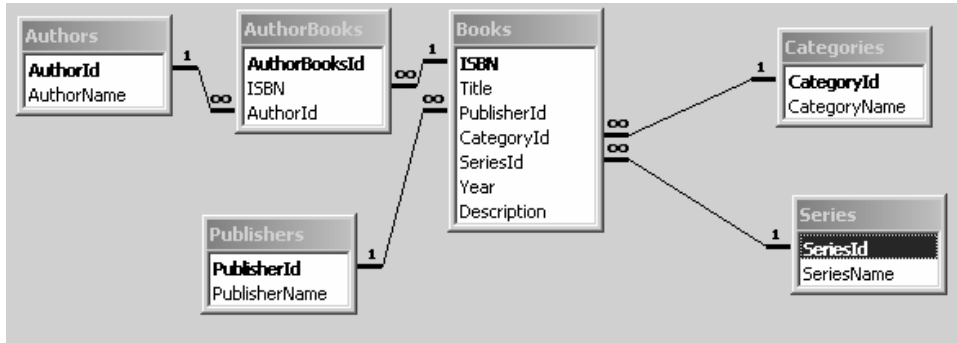 Authors
AuthorId
AuthorName
1
∞
AuthorBooks
AuthorBooksId
ISBN
AuthorId
∞
1
Books
ISBN
Title
PublisherId
CategoryId
SeriesId
Year
Description
∞
∞
∞
1
Categories
CategoryId
CategoryName
Publishers
PublisherId
PublisherName
1
1
Series
SeriesId
SeriesName